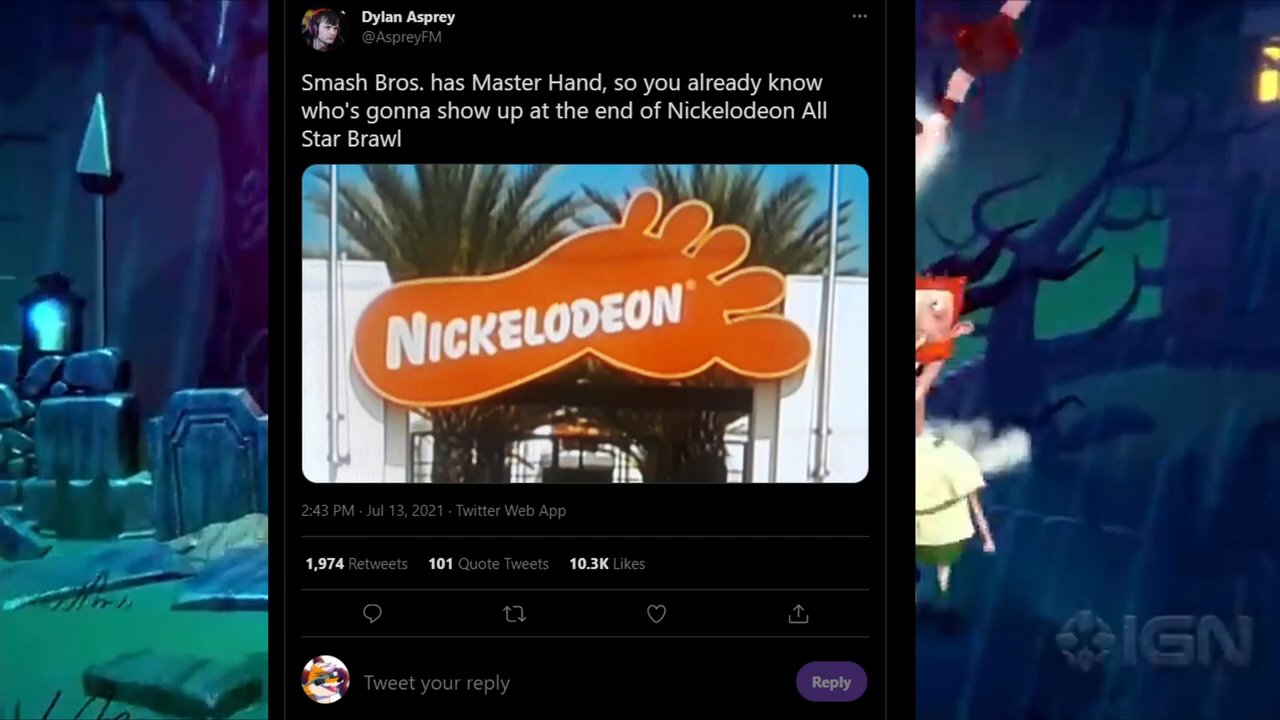 Dylan Asprey
@AspreyFM
Smash Bros. has Master Hand, so you already know
who's gonna show up at the end of Nickelodeon All
Star Brawl
NICKELODEON®
2:43 PM · Jul 13, 2021 · Twitter Web App
1,974 Retweets 101 Quote Tweets 10.3K Likes
Tweet your reply
Reply
IGN